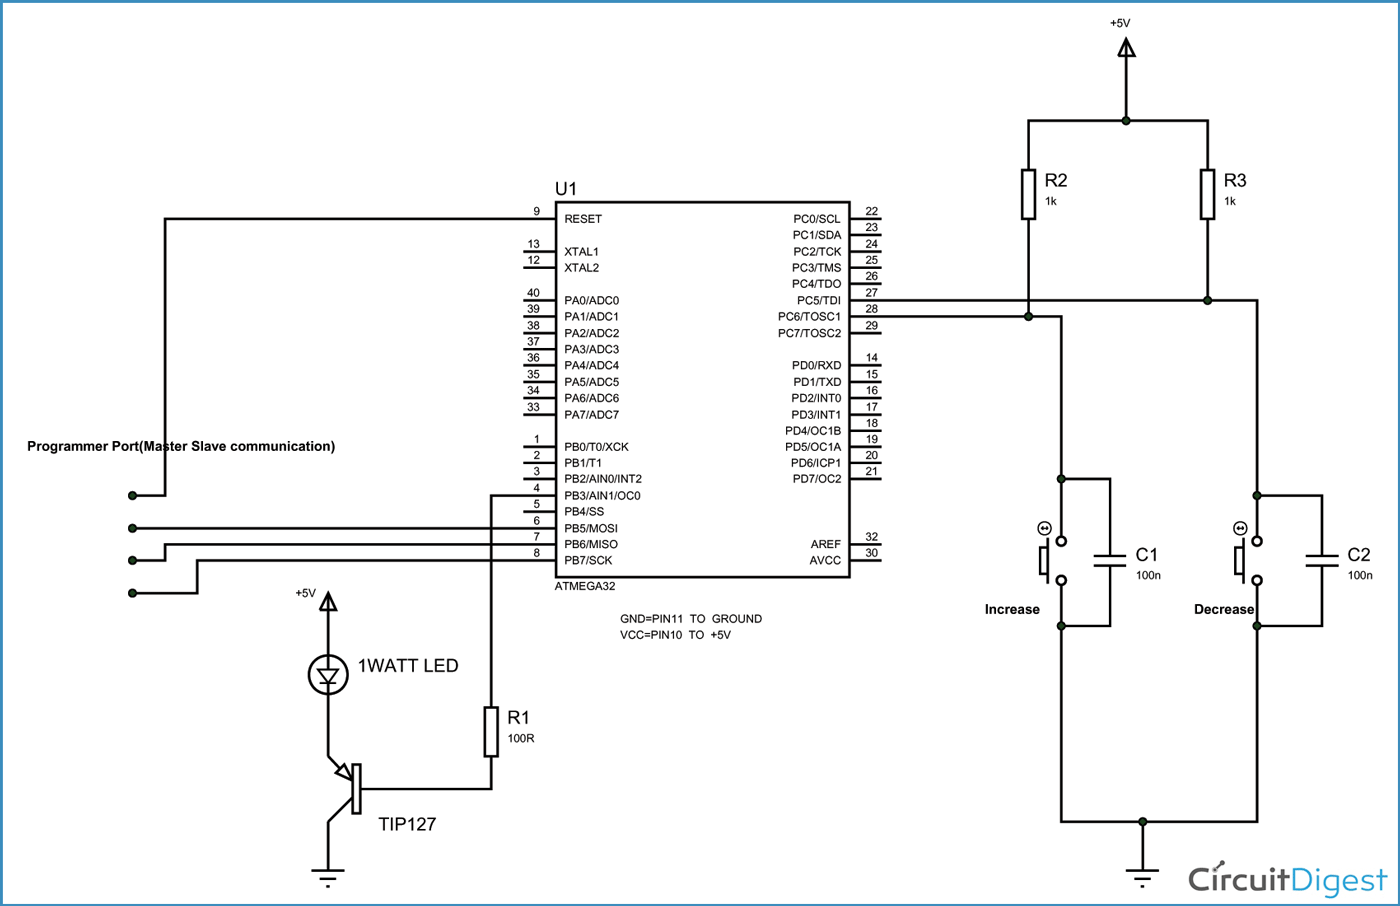 +5V
R2
1k
R3
1k
U1
9 RESET
13 XTAL1
12 XTAL2
40 PA0/ADC0
39 PA1/ADC1
38 PA2/ADC2
37 PA3/ADC3
36 PA4/ADC4
35 PA5/ADC5
34 PA6/ADC6
33 PA7/ADC7
1 PB0/T0/XCK
2 PB1/T1
3 PB2/AIN0/INT2
4 PB3/AIN1/OC0
5 PB4/SS
6 PB5/MOSI
7 PB6/MISO
8 PB7/SCK
PC0/SCL 22
PC1/SDA 23
PC2/TCK 24
PC3/TMS 25
PC4/TDO 26
PC5/TDI 27
PC6/TOSC1 28
PC7/TOSC2 29
PD0/RXD 14
PD1/TXD 15
PD2/INT0 16
PD3/INT1 17
PD4/OC1B 18
PD5/OC1A 19
PD6/ICP1 20
PD7/OC2 21
AREF 32
AVCC 30
ATMEGA32
GND=PIN11 TO GROUND
VCC=PIN10 TO +5V
Programmer Port(Master Slave communication)
+5V
1WATT LED
R1
100R
TIP127
C1
100n
Increase
C2
100n
Decrease
CircuitDigest